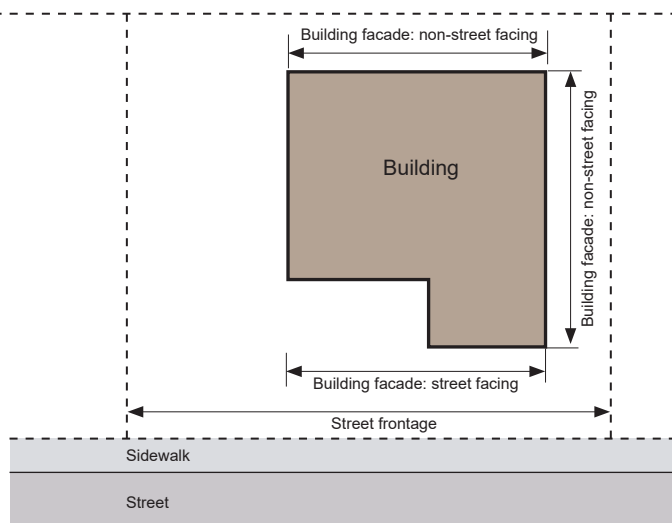 Building facade: non-street facing
Building
Building facade: non-street facing
Building facade: street facing
Street frontage
Sidewalk
Street